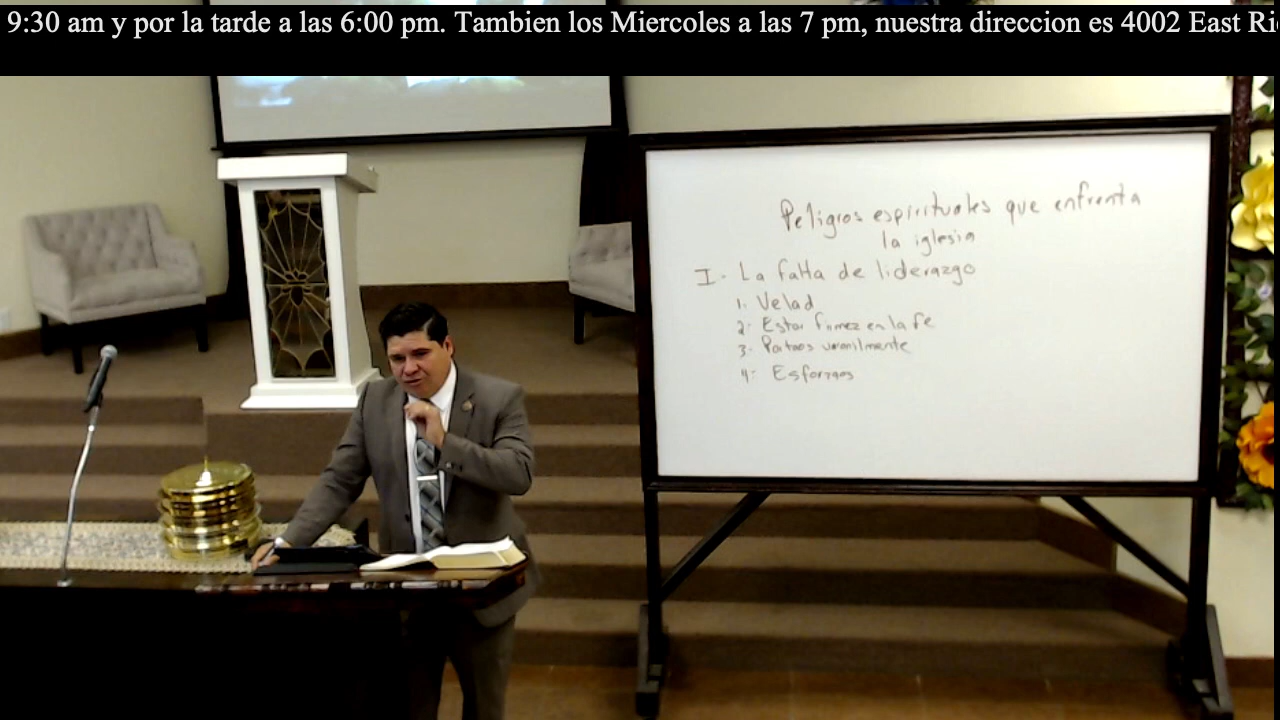 9:30 am y por la tarde a las 6:00 pm. Tambien los Miercoles a las 7 pm, nuestra direccion es 4002 East Ri
Peligros espirituales que enfrenta
la iglesia
I- La falta de liderazgo
1- Velad
2- Estar firmez en la fe
3- Portaos varonilmente
4- Esforzaos